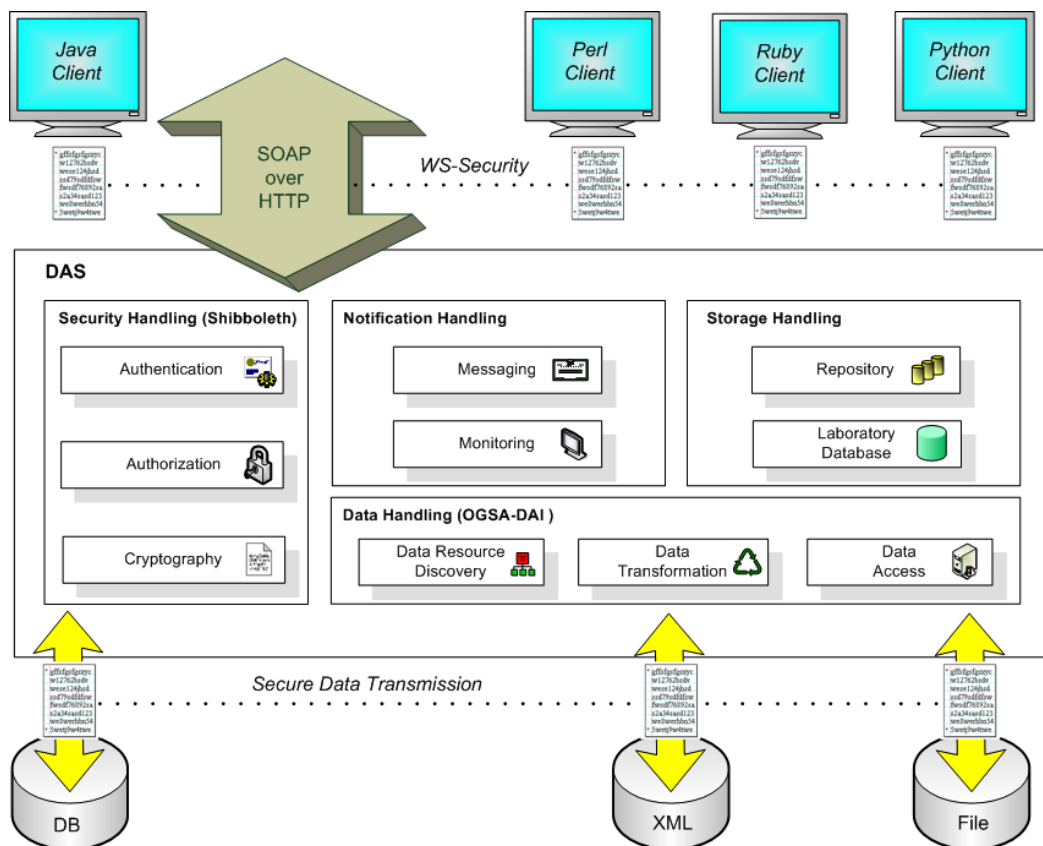 Java
Client
Perl
Client
Ruby
Client
Python
Client
SOAP
over
HTTP
WS-Security
DAS
Security Handling (Shibboleth)
Authentication
Authorization
Cryptography
Notification Handling
Messaging
Monitoring
Storage Handling
Repository
Laboratory
Database
Data Handling (OGSA-DAI )
Data Resource
Discovery
Data
Transformation
Data
Access
Secure Data Transmission
DB
XML
File